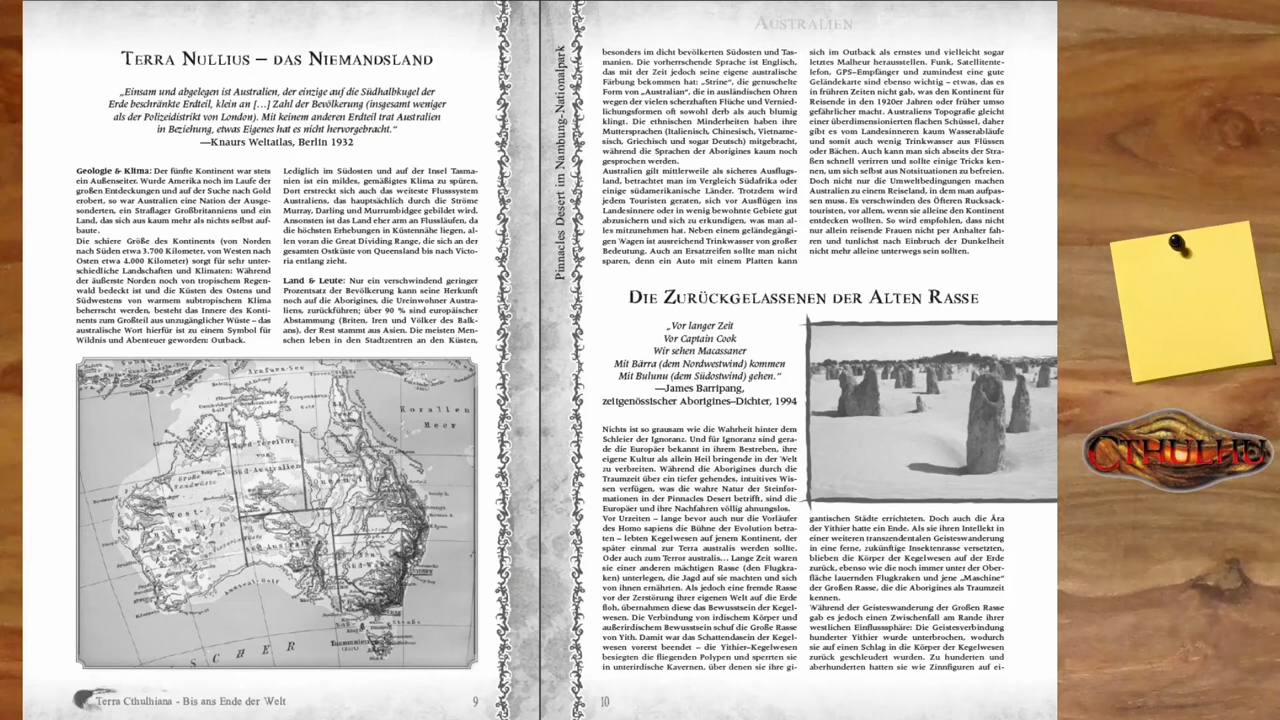 Terra Nullius – das Niemandsland
„Einsam und abgelegen ist Australien, der einzige auf die Südhalbkugel der
Erde beschränkte Erdteil, klein an [...] Zahl der Bevölkerung (insgesamt weniger
als der Polizeidistrikt von London). Mit keinem anderen Erdteil trat Australien
in Beziehung, etwas Eigenes hat es nicht hervorgebracht.“
—Knaurs Weltatlas, Berlin 1932
Geologie & Klima: Der fünfte Kontinent war stets
ein Außenseiter. Wurde Amerika noch im Laufe der
großen Entdeckungen und auf der Suche nach Gold
erobert, so war Australien eine Nation der Ausge-
sonderten, ein Straflager Großbritanniens und ein
Land, das sich aus kaum mehr als nichts selbst auf-
baute.
Die schiere Größe des Kontinents (von Norden
nach Süden etwa 3.700 Kilometer, von Westen nach
Osten etwa 4.000 Kilometer) sorgt für sehr unter-
schiedliche Landschaften und Klimaten: Während
der äußerste Norden noch von tropischem Regen-
wald bedeckt ist und die Küsten des Ostens und
Südwestens von warmem subtropischem Klima
beherrscht werden, besteht das Innere des Konti-
nents zum Großteil aus unzugänglicher Wüste – das
australische Wort hierfür ist zu einem Symbol für
Wildnis und Abenteuer geworden: Outback.
Lediglich im Südosten und auf der Insel Tasma-
nien ist ein mildes, gemäßigtes Klima zu spüren.
Dort erstreckt sich auch das weiteste Flusssystem
Australiens, das hauptsächlich durch die Ströme
Murray, Darling und Murrumbidgee gebildet wird.
Ansonsten ist das Land eher arm an Flussläufen, da
die höchsten Erhebungen in Küstennähe liegen, al-
len voran die Great Dividing Range, die sich an der
gesamten Ostküste von Queensland bis nach Victo-
ria entlang zieht.
Land & Leute: Nur ein verschwindend geringer
Prozentsatz der Bevölkerung kann seine Herkunft
noch auf die Aborigines, die Ureinwohner Austra-
liens, zurückführen; über 90 % sind europäischer
Abstammung (Briten, Iren und Völker des Balk-
ans), der Rest stammt aus Asien. Die meisten Men-
schen leben in den Stadtzentren an den Küsten,
Arafura-See
Korallen
Meer
Nord-Territory
Süd-Australien
SCHER
Terra Cthulhiana - Bis ans Ende der Welt
9
Pinnacles Desert im Nambung-Nationalpark
Australien
besonders im dicht bevölkerten Südosten und Tas-
manien. Die vorherrschende Sprache ist Englisch,
das mit der Zeit jedoch seine eigene australische
Färbung bekommen hat: „Strine“, die genuschelte
Form von „Australian“, die in ausländischen Ohren
wegen der vielen scherzhaften Flüche und Vernied-
lichungsformen oft sowohl derb als auch blumig
klingt. Die ethnischen Minderheiten haben ihre
Muttersprachen (Italienisch, Chinesisch, Vietname-
sisch, Griechisch und sogar Deutsch) mitgebracht,
während die Sprachen der Aborigines kaum noch
gesprochen werden.
Australien gilt mittlerweile als sicheres Ausflugs-
land, betrachtet man im Vergleich Südafrika oder
einige südamerikanische Länder. Trotzdem wird
jedem Touristen geraten, sich vor Ausflügen ins
Landesinnere oder in wenig bewohnte Gebiete gut
abzusichern und sich zu erkundigen, was man al-
les mitzunehmen hat. Neben einem geländegängi-
gen Wagen ist ausreichend Trinkwasser von großer
Bedeutung. Auch an Ersatzreifen sollte man nicht
sparen, denn ein Auto mit einem Platten kann
sich im Outback als ernstes und vielleicht sogar
letztes Malheur herausstellen. Funk, Satellitente-
lefon, GPS-Empfänger und zumindest eine gute
Geländekarte sind ebenso wichtig – etwas, das es
in frühen Zeiten nicht gab, was den Kontinent für
Reisende in den 1920er Jahren oder früher umso
gefährlicher macht. Australiens Topografie gleicht
einer überdimensionierten flachen Schüssel, daher
gibt es vom Landesinneren kaum Wasserabläufe
und somit auch wenig Trinkwasser aus Flüssen
oder Bächen. Auch kann man sich abseits der Stra-
ßen schnell verirren und sollte einige Tricks ken-
nen, um sich selbst aus Notsituationen zu befreien.
Doch nicht nur die Umweltbedingungen machen
Australien zu einem Reiseland, in dem man aufpas-
sen muss. Es verschwinden des Öfteren Rucksack-
touristen, vor allem, wenn sie alleine den Kontinent
entdecken wollten. So wird empfohlen, dass nicht
nur allein reisende Frauen nicht per Anhalter fah-
ren und tunlichst nach Einbruch der Dunkelheit
nicht mehr alleine unterwegs sein sollten.
Die Zurückgelassenen der Alten Rasse
„Vor langer Zeit
Vor Captain Cook
Wir sehen Macassaner
Mit Bärra (dem Nordwestwind) kommen
Mit Bulunu (dem Südostwind) gehen.“
—James Barripang,
zeitgenössischer Aborigines-Dichter, 1994
Nichts ist so grausam wie die Wahrheit hinter dem
Schleier der Ignoranz. Und für Ignoranz sind gera-
de die Europäer bekannt in ihrem Bestreben, ihre
eigene Kultur als allein Heil bringende in der Welt
zu verbreiten. Während die Aborigines durch die
Traumzeit über ein tiefer gehendes, intuitives Wis-
sen verfügen, was die wahre Natur der Steinfor-
mationen in der Pinnacles Desert betrifft, sind die
Europäer und ihre Nachfahren völlig ahnungslos.
Vor Urzeiten – lange bevor auch nur die Vorläufer
des Homo sapiens die Bühne der Evolution betra-
ten – lebten Kegelwesen auf jenem Kontinent, der
später einmal zur Terra australis werden sollte.
Oder auch zum Terror australis... Lange Zeit waren
sie einer anderen mächtigen Rasse (den Flugkra-
ken) unterlegen, die Jagd auf sie machten und sich
von ihnen ernährten. Als jedoch eine fremde Rasse
vor der Zerstörung ihrer eigenen Welt auf die Erde
floh, übernahmen diese das Bewusstsein der Kegel-
wesen. Die Verbindung von irdischem Körper und
außerirdischem Bewusstsein schuf die Große Rasse
von Yith. Damit war das Schattendasein der Kegel-
wesen vorerst beendet – die Yithier-Kegelwesen
besiegten die fliegenden Polypen und sperrten sie
in unterirdische Kavernen, über denen sie ihre gi-
gantischen Städte errichteten. Doch auch die Ära
der Yithier hatte ein Ende. Als sie ihren Intellekt in
einer weiteren transzendentalen Geisteswanderung
in eine ferne, zukünftige Insektenrasse versetzten,
blieben die Körper der Kegelwesen auf der Erde
zurück, ebenso wie die noch immer unter der Ober-
fläche lauernden Flugkraken und jene „Maschine“
der Großen Rasse, die die Aborigines als Traumzeit
kennen.
Während der Geisteswanderung der Großen Rasse
gab es jedoch einen Zwischenfall am Rande ihrer
westlichen Einflusssphäre: Die Geistesverbindung
hunderter Yithier wurde unterbrochen, wodurch
sie auf einen Schlag in die Körper der Kegelwesen
zurück geschleudert wurden. Zu hunderten und
aberhunderten hatten sie wie Zinnfiguren auf ei-
10
CTHULHU